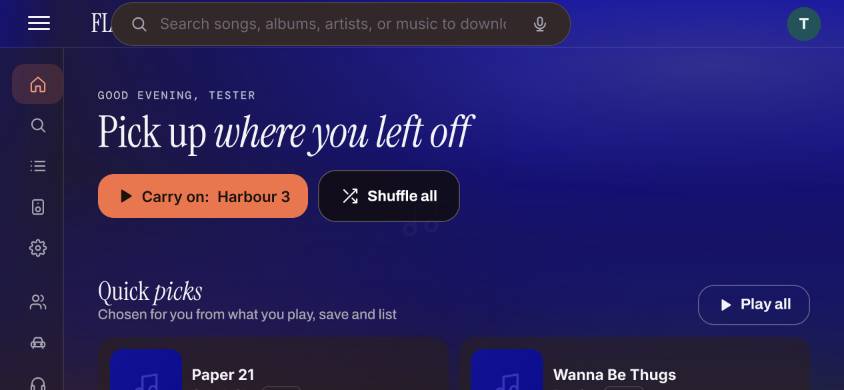 FL
Search songs, albums, artists, or music to downl
T
GOOD EVENING, TESTER
Pick up where you left off
Carry on: Harbour 3
Shuffle all
Quick picks
Chosen for you from what you play, save and list
Play all
Paper 21
Wanna Be Thugs